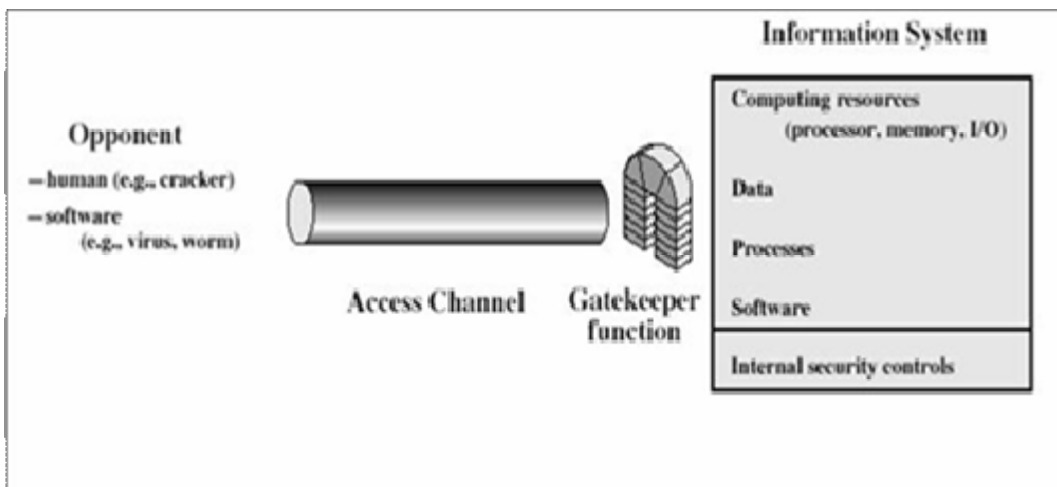 Information System
Opponent
—human (e.g., cracker)
—software
(e.g., virus, worm)
Access Channel
Gatekeeper
function
Computing resources
(processor, memory, I/O)
Data
Processes
Software
Internal security controls